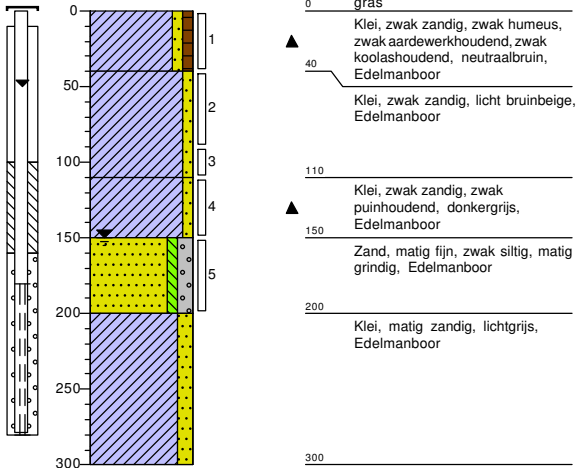 0
50
100
150
200
250
300
1
2
3
4
5
0
gras
Klei, zwak zandig, zwak humeus,
zwak aardewerkhoudend, zwak
koolashoudend, neutraalbruin,
Edelmanboor
40
Klei, zwak zandig, licht bruinbeige,
Edelmanboor
110
Klei, zwak zandig, zwak
puinhoudend, donkergrijs,
Edelmanboor
150
Zand, matig fijn, zwak siltig, matig
grindig, Edelmanboor
200
Klei, matig zandig, lichtgrijs,
Edelmanboor
300